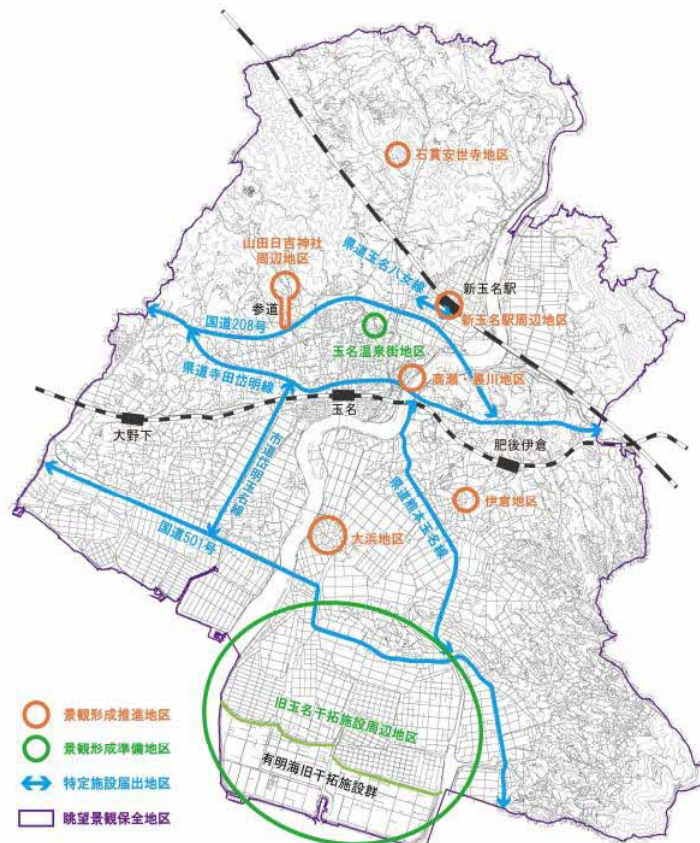 石貫安世寺地区
山田日吉神社
周辺地区
県道玉名八女線
新玉名駅
参道
新玉名駅周辺地区
国道208号
玉名温泉街地区
県道寺田岱明線
高瀬・裏川地区
玉名
大野下
肥後伊倉
市道岱明玉名線
県道熊本玉名線
伊倉地区
国道501号
大浜地区
旧玉名干拓施設周辺地区
有明海旧干拓施設群
景観形成推進地区
景観形成準備地区
特定施設届出地区
眺望景観保全地区